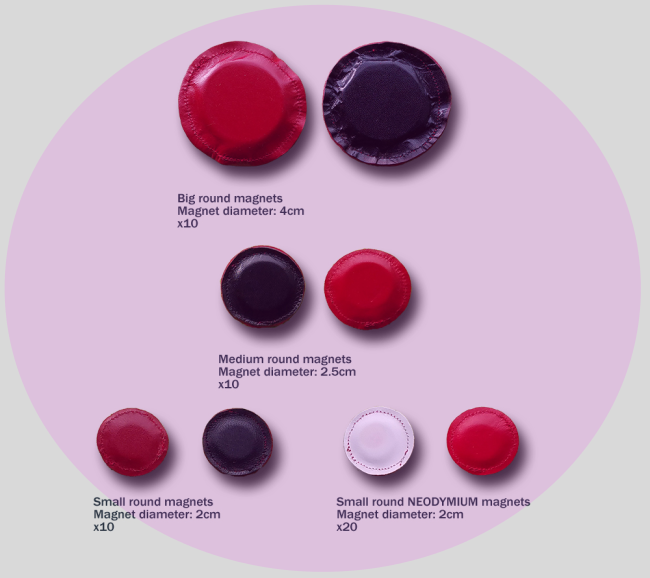 Big round magnets
Magnet diameter: 4cm
x10
Medium round magnets
Magnet diameter: 2.5cm
x10
Small round magnets
Magnet diameter: 2cm
x10
Small round NEODYMIUM magnets
Magnet diameter: 2cm
x20